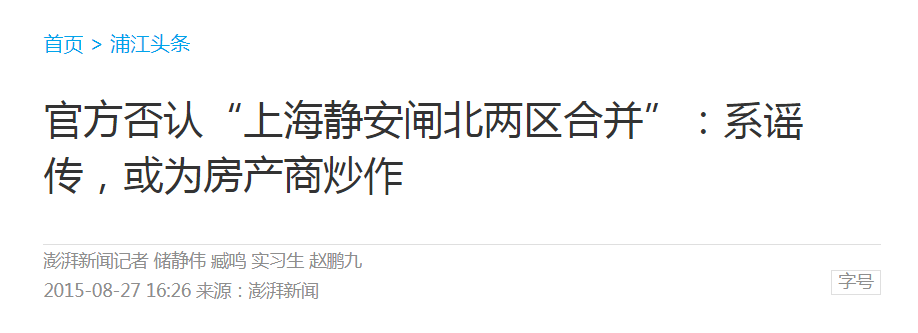 首页 > 浦江头条
官方否认“上海静安闸北两区合并”：系谣
传，或为房产商炒作
澎湃新闻记者 储静伟 臧鸣 实习生 赵鹏九
2015-08-27 16:26 来源：澎湃新闻
字号